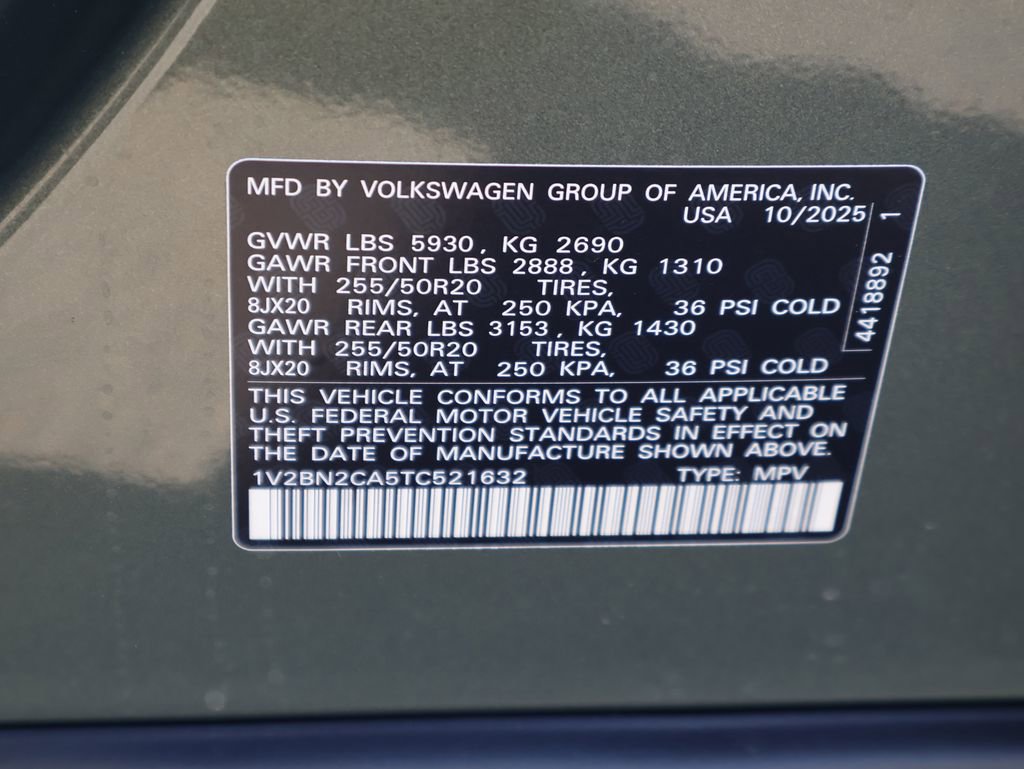 MFD BY VOLKSWAGEN GROUP OF AMERICA, INC.
USA 10/2025
GVWR LBS 5930, KG 2690
GAWR FRONT LBS 2888, KG 1310
WITH 255/50R20 TIRES,
8JX20 RIMS, AT 250 KPA, 36 PSI COLD
GAWR REAR LBS 3153, KG 1430
WITH 255/50R20 TIRES,
8JX20 RIMS, AT 250 KPA, 36 PSI COLD
THIS VEHICLE CONFORMS TO ALL APPLICABLE
U.S. FEDERAL MOTOR VEHICLE SAFETY AND
THEFT PREVENTION STANDARDS IN EFFECT ON
THE DATE OF MANUFACTURE SHOWN ABOVE.
1V2BN2CA5TC521632 TYPE: MPV
4418892 1